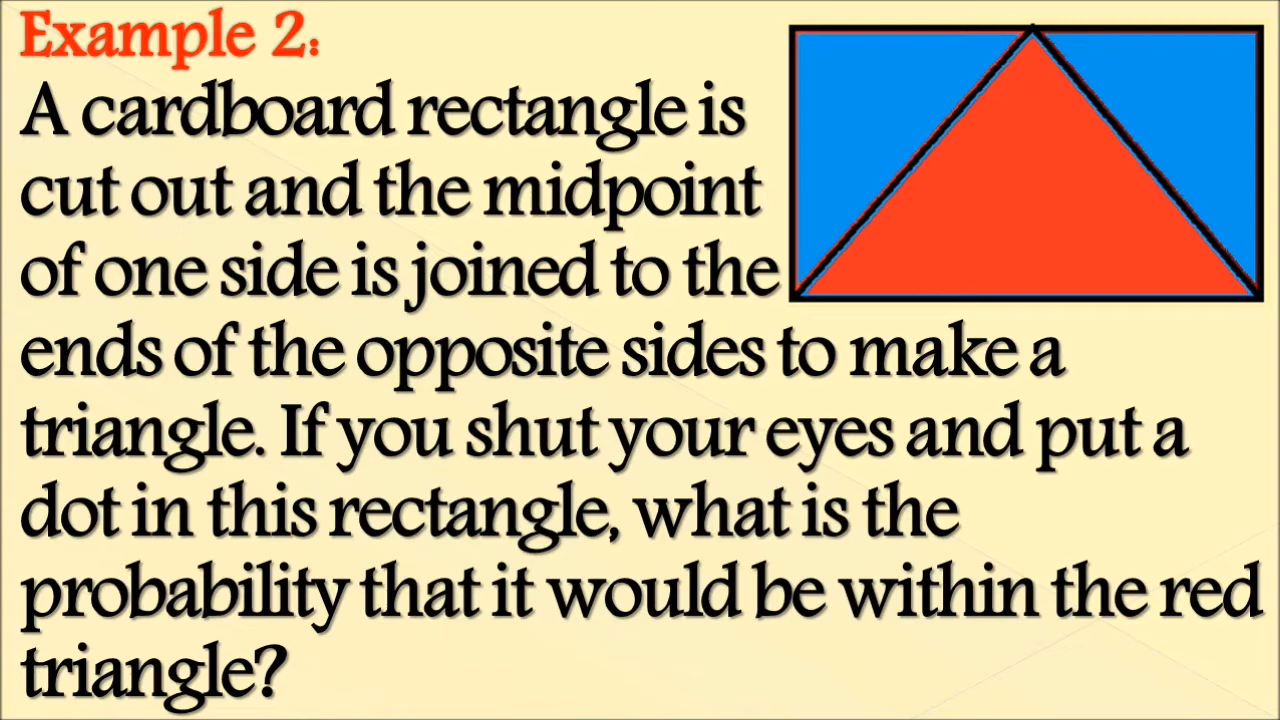 Example 2:
A cardboard rectangle is
cut out and the midpoint
of one side is joined to the
ends of the opposite sides to make a
triangle. If you shut your eyes and put a
dot in this rectangle, what is the
probability that it would be within the red
triangle?